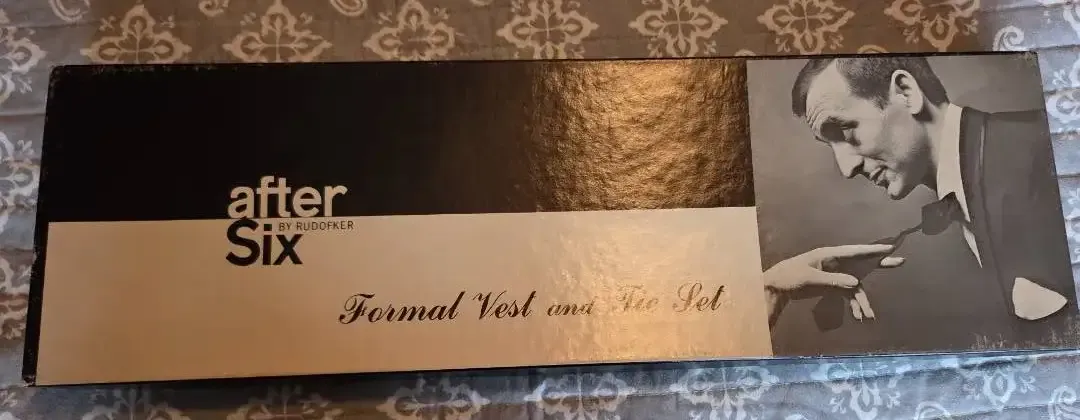 after
BY RUDOFKER
Six
Formal Vest and Tie Set